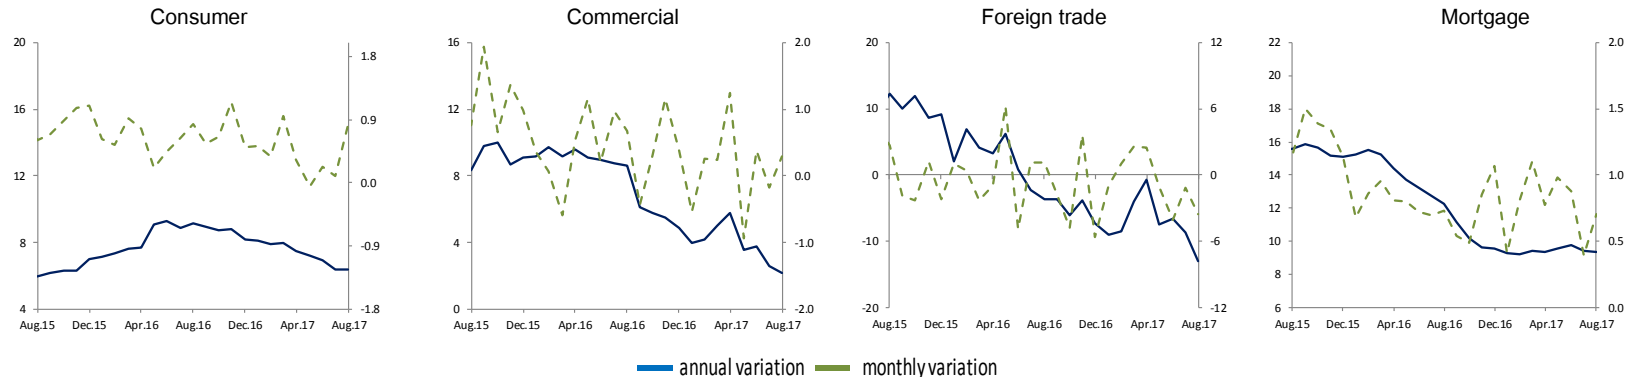 Consumer Commercial Foreign trade Mortgage
20 16 2.0 20 12 22 2.0
1.8
20
16 12 1.0 10 6 18 1.5
0.9
16
12 8 0.0 0 0 14 1.0
0.0
12
8 4 -1.0 -10 -6 10 0.5
-0.9
8
4 -1.8 0 -2.0 -20 -12 6 0.0
Aug.15 Dec.15 Apr.16 Aug.16 Dec.16 Apr.17 Aug.17 Aug.15 Dec.15 Apr.16 Aug.16 Dec.16 Apr.17 Aug.17 Aug.15 Dec.15 Apr.16 Aug.16 Dec.16 Apr.17 Aug.17 Aug.15 Dec.15 Apr.16 Aug.16 Dec.16 Apr.17 Aug.17
annual variation monthly variation